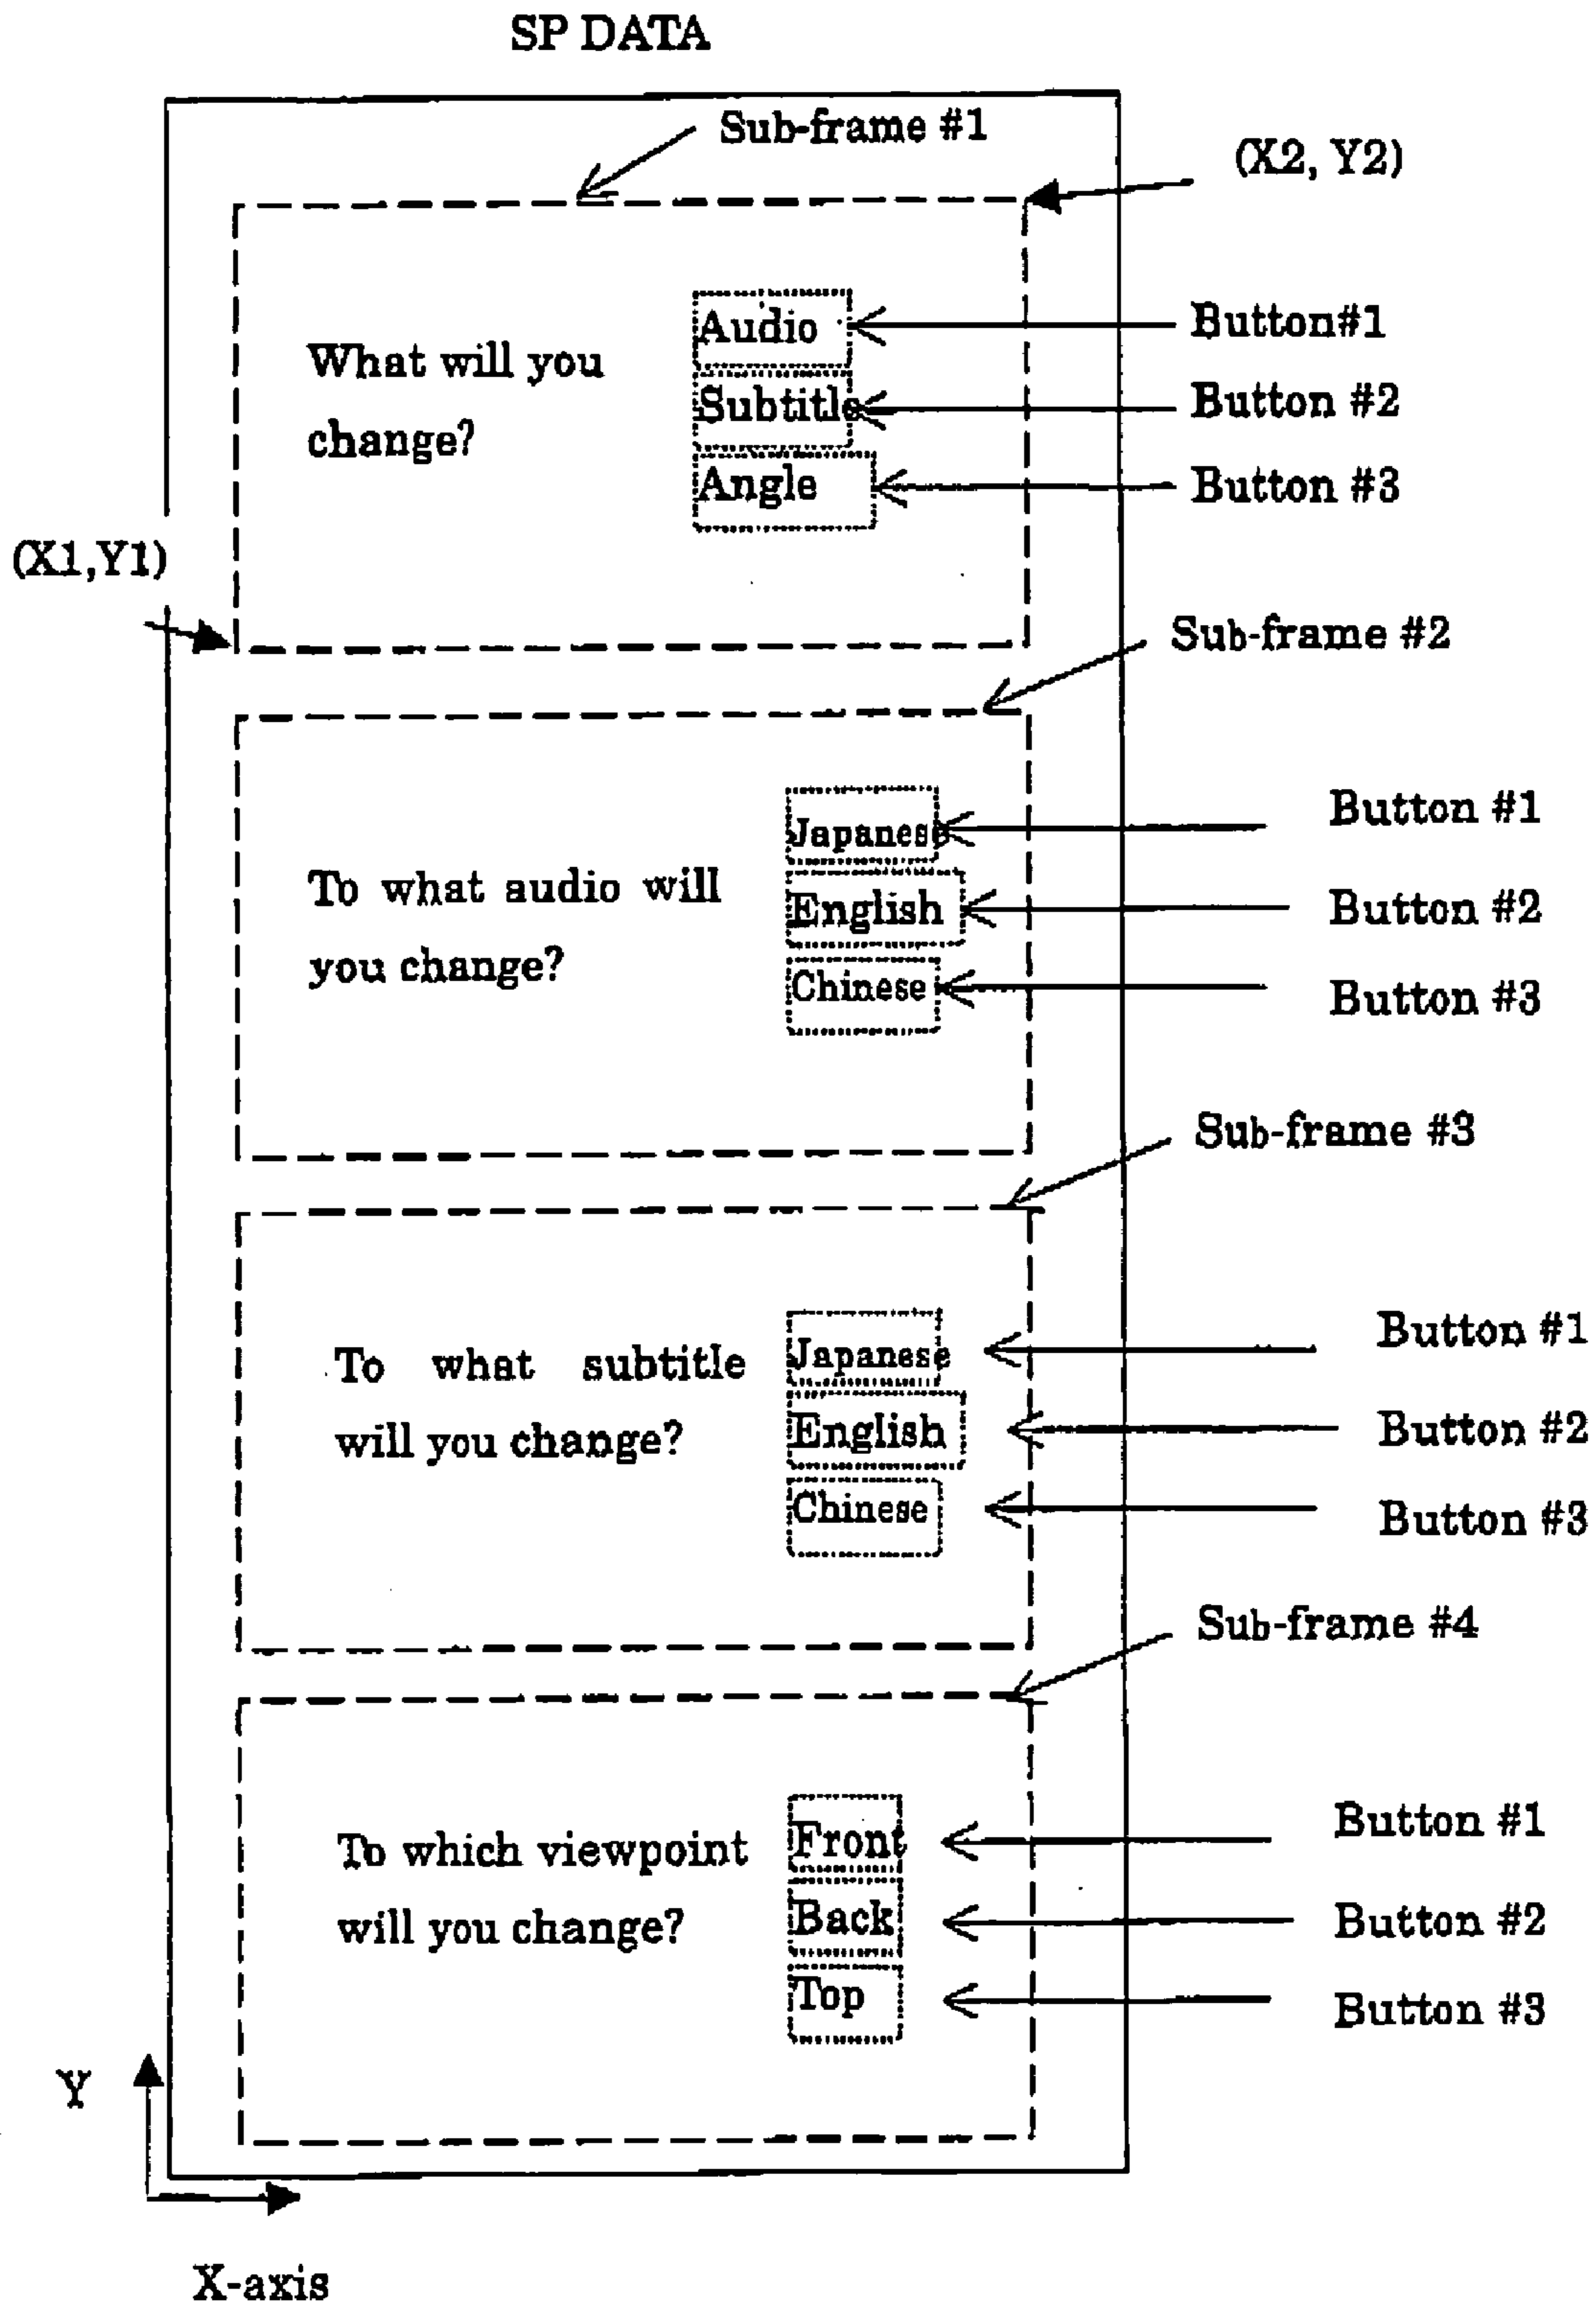 SP DATA
Sub-frame #1
(X2, Y2)
What will you
change?
Audio
Subtitle
Angle
Button#1
Button #2
Button #3
(X1,Y1)
Sub-frame #2
To what audio will
you change?
Japanese
English
Chinese
Button #1
Button #2
Button #3
Sub-frame #3
To what subtitle
will you change?
Japanese
English
Chinese
Button #1
Button #2
Button #3
Sub-frame #4
To which viewpoint
will you change?
Front
Back
Top
Button #1
Button #2
Button #3
Y
X-axis